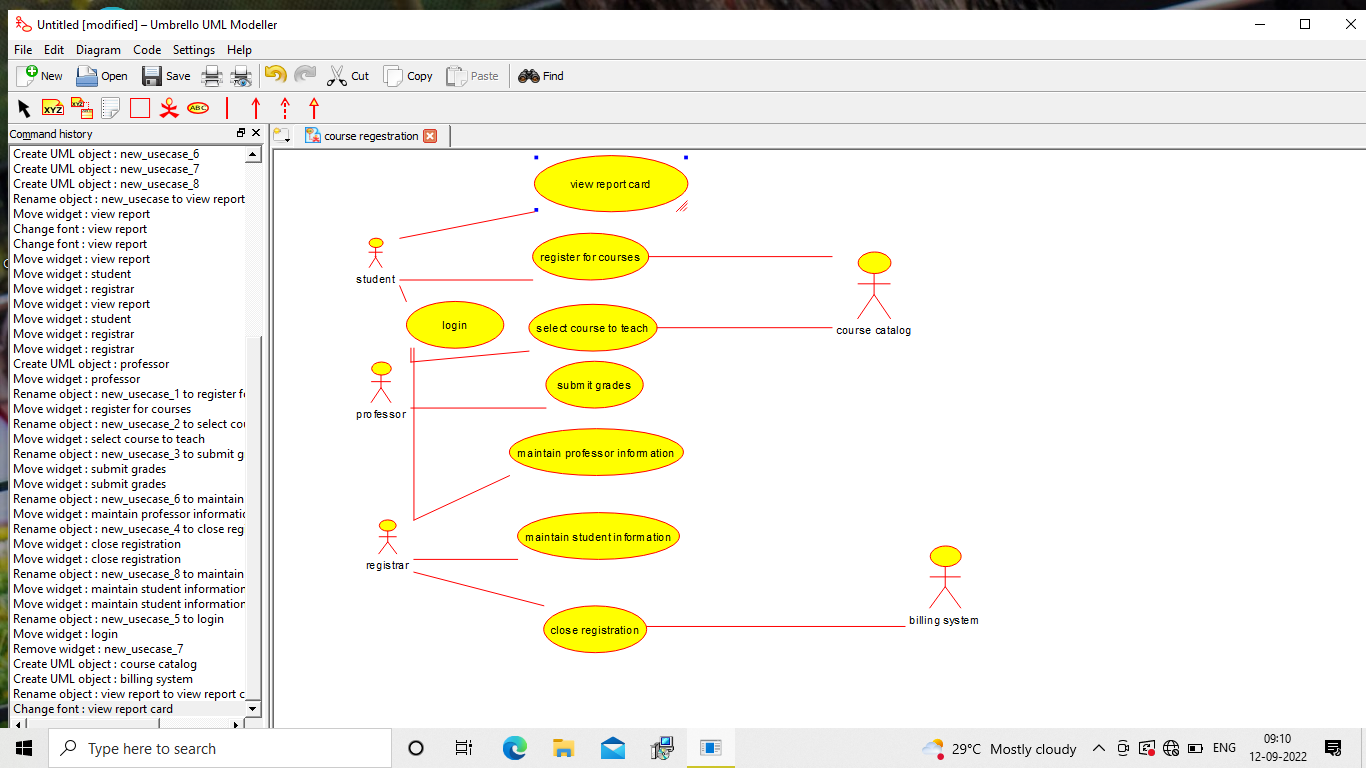 Untitled [modified] – Umbrello UML Modeller
File Edit Diagram Code Settings Help
New Open Save Cut Copy Paste Find
XYZ XYZ ABC
Command history
course regestration
Create UML object : new_usecase_6
Create UML object : new_usecase_7
Create UML object : new_usecase_8
Rename object : new_usecase to view report
Move widget : view report
Change font : view report
Change font : view report
Move widget : view report
Move widget : student
Move widget : registrar
Move widget : view report
Move widget : student
Move widget : registrar
Move widget : registrar
Create UML object : professor
Move widget : professor
Rename object : new_usecase_1 to register f
Move widget : register for courses
Rename object : new_usecase_2 to select cou
Move widget : select course to teach
Rename object : new_usecase_3 to submit g
Move widget : submit grades
Move widget : submit grades
Rename object : new_usecase_6 to maintain
Move widget : maintain professor informatio
Rename object : new_usecase_4 to close reg
Move widget : close registration
Move widget : close registration
Rename object : new_usecase_8 to maintain
Move widget : maintain student information
Move widget : maintain student information
Rename object : new_usecase_5 to login
Move widget : login
Remove widget : new_usecase_7
Create UML object : course catalog
Create UML object : billing system
Rename object : view report to view report c
Change font : view report card
view report card
register for courses
student
login
select course to teach
course catalog
submit grades
professor
maintain professor information
maintain student information
registrar
billing system
close registration
Type here to search
29°C Mostly cloudy
ENG
09:10
12-09-2022